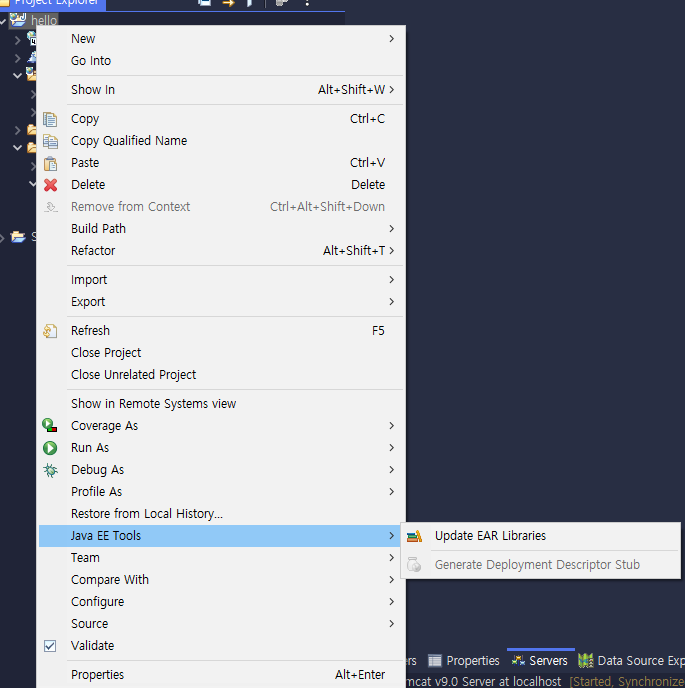 Project Explorer
hello
New
Go Into
Show In Alt+Shift+W
Copy Ctrl+C
Copy Qualified Name
Paste Ctrl+V
Delete Delete
Remove from Context Ctrl+Alt+Shift+Down
Build Path
Refactor Alt+Shift+T
Import
Export
Refresh F5
Close Project
Close Unrelated Project
Show in Remote Systems view
Coverage As
Run As
Debug As
Profile As
Restore from Local History...
Java EE Tools
Update EAR Libraries
Team
Generate Deployment Descriptor Stub
Compare With
Configure
Source
Validate
Properties Alt+Enter
Properties Servers Data Source Exp
mcat v9.0 Server at localhost [Started, Synchronize